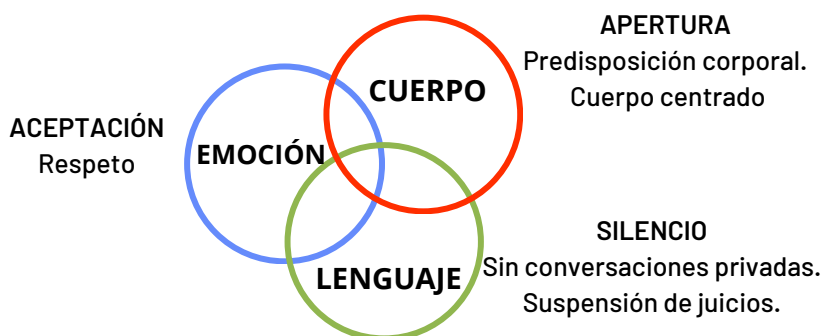 APERTURA
Predisposición corporal.
Cuerpo centrado
CUERPO
ACEPTACIÓN
Respeto
EMOCIÓN
SILENCIO
Sin conversaciones privadas.
Suspensión de juicios.
LENGUAJE